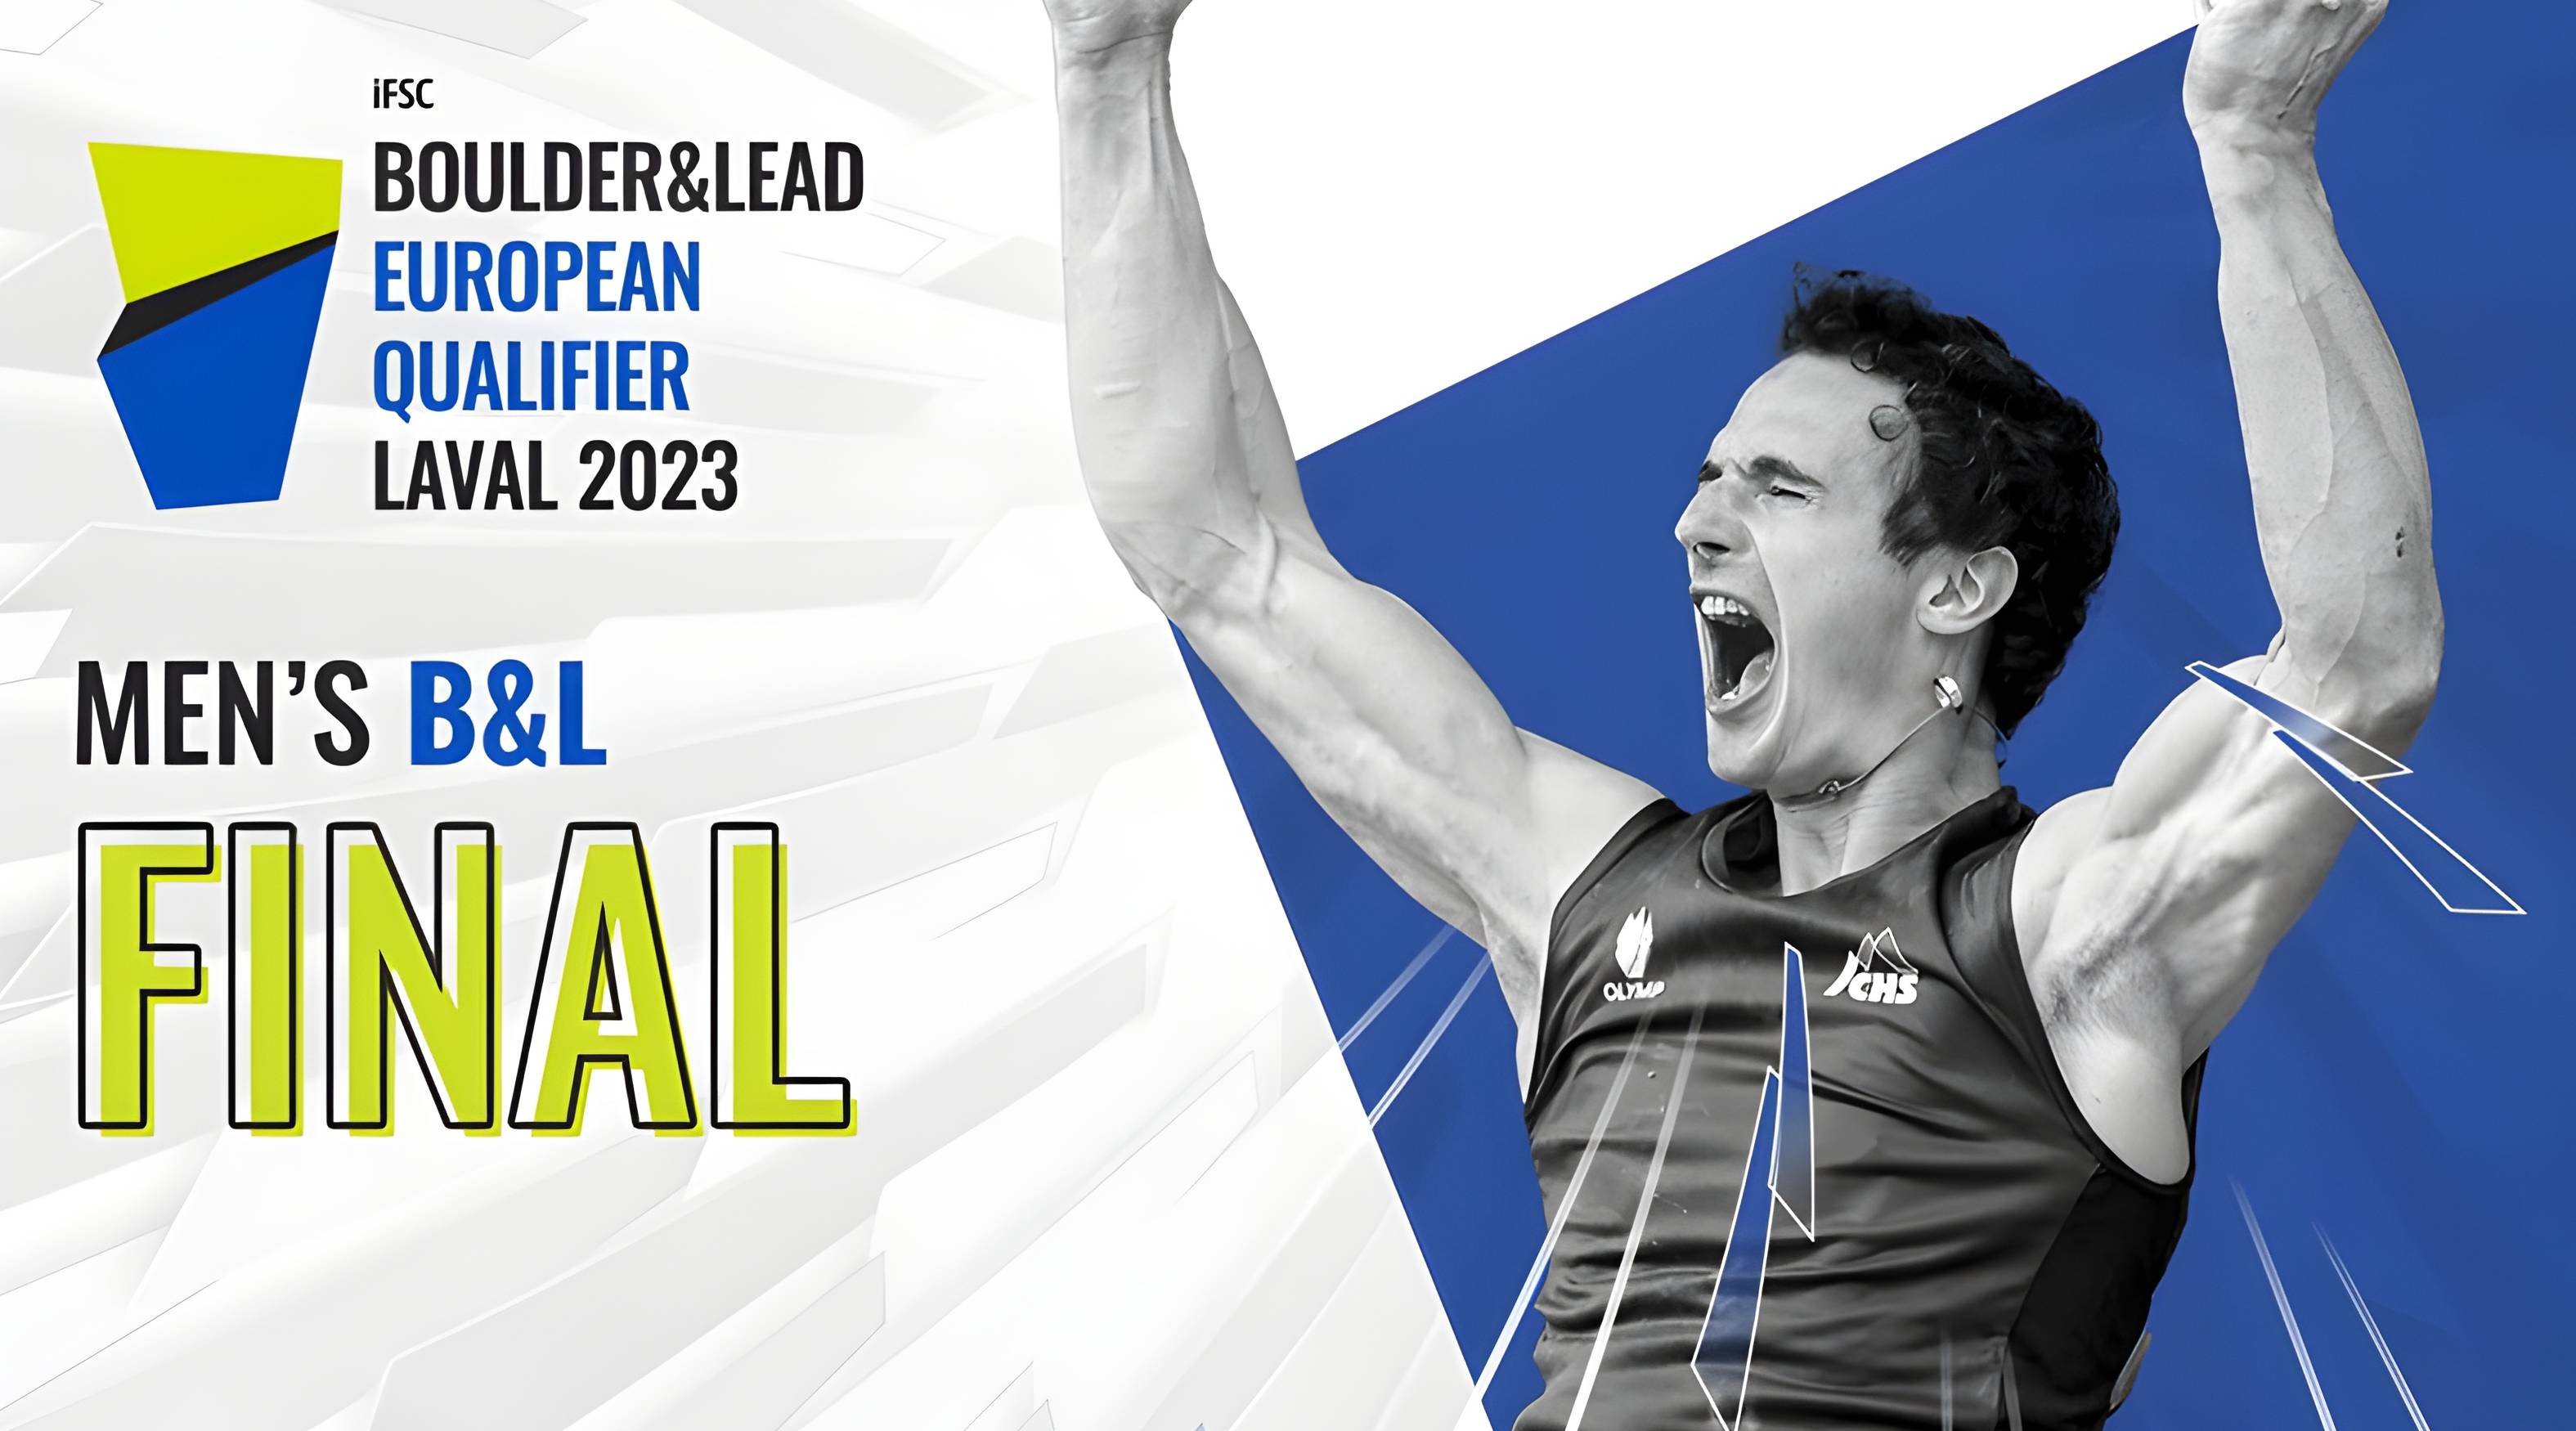 iFSC
BOULDER&LEAD
EUROPEAN
QUALIFIER
LAVAL 2023
MEN'S B&L
FINAL
OLYMP
CHS